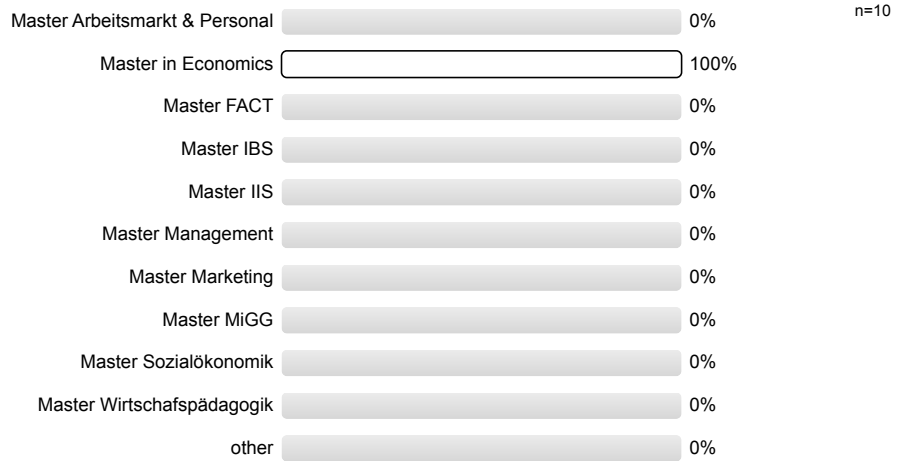 Master Arbeitsmarkt & Personal 0% n=10
Master in Economics 100%
Master FACT 0%
Master IBS 0%
Master IIS 0%
Master Management 0%
Master Marketing 0%
Master MiGG 0%
Master Sozialökonomik 0%
Master Wirtschafspädagogik 0%
other 0%